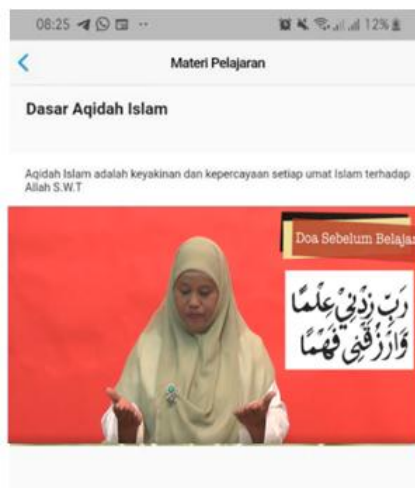 08:25
12%
Materi Pelajaran
Dasar Aqidah Islam
Aqidah Islam adalah keyakinan dan kepercayaan setiap umat Islam terhadap
Allah S.W.T
Doa Sebelum Belajar
رَبِّ زِدْنِيْ عِلْمًا
وَارْزُقْنِيْ فَهْمًا